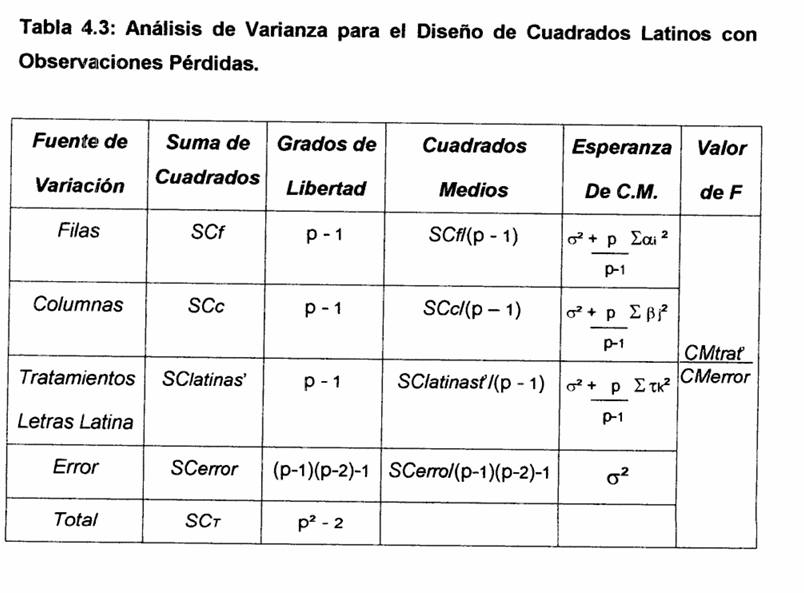 Tabla 4.3: Análisis de Varianza para el Diseño de Cuadrados Latinos con
Observaciones Pérdidas.
Fuente de Variación | Suma de Cuadrados | Grados de Libertad | Cuadrados Medios | Esperanza De C.M. | Valor de F
Filas | SCf | p - 1 | SCf/(p - 1) | σ² + p Σαi ² / p-1
Columnas | SCc | p - 1 | SCc/(p – 1) | σ² + p Σ βj² / p-1 | CMtrat' / CMerror
Tratamientos Letras Latina | SClatinas' | p - 1 | SClatinast'/(p - 1) | σ² + p Στκ² / p-1
Error | SCerror | (p-1)(p-2)-1 | SCerro/(p-1)(p-2)-1 | σ²
Total | SCT | p² - 2